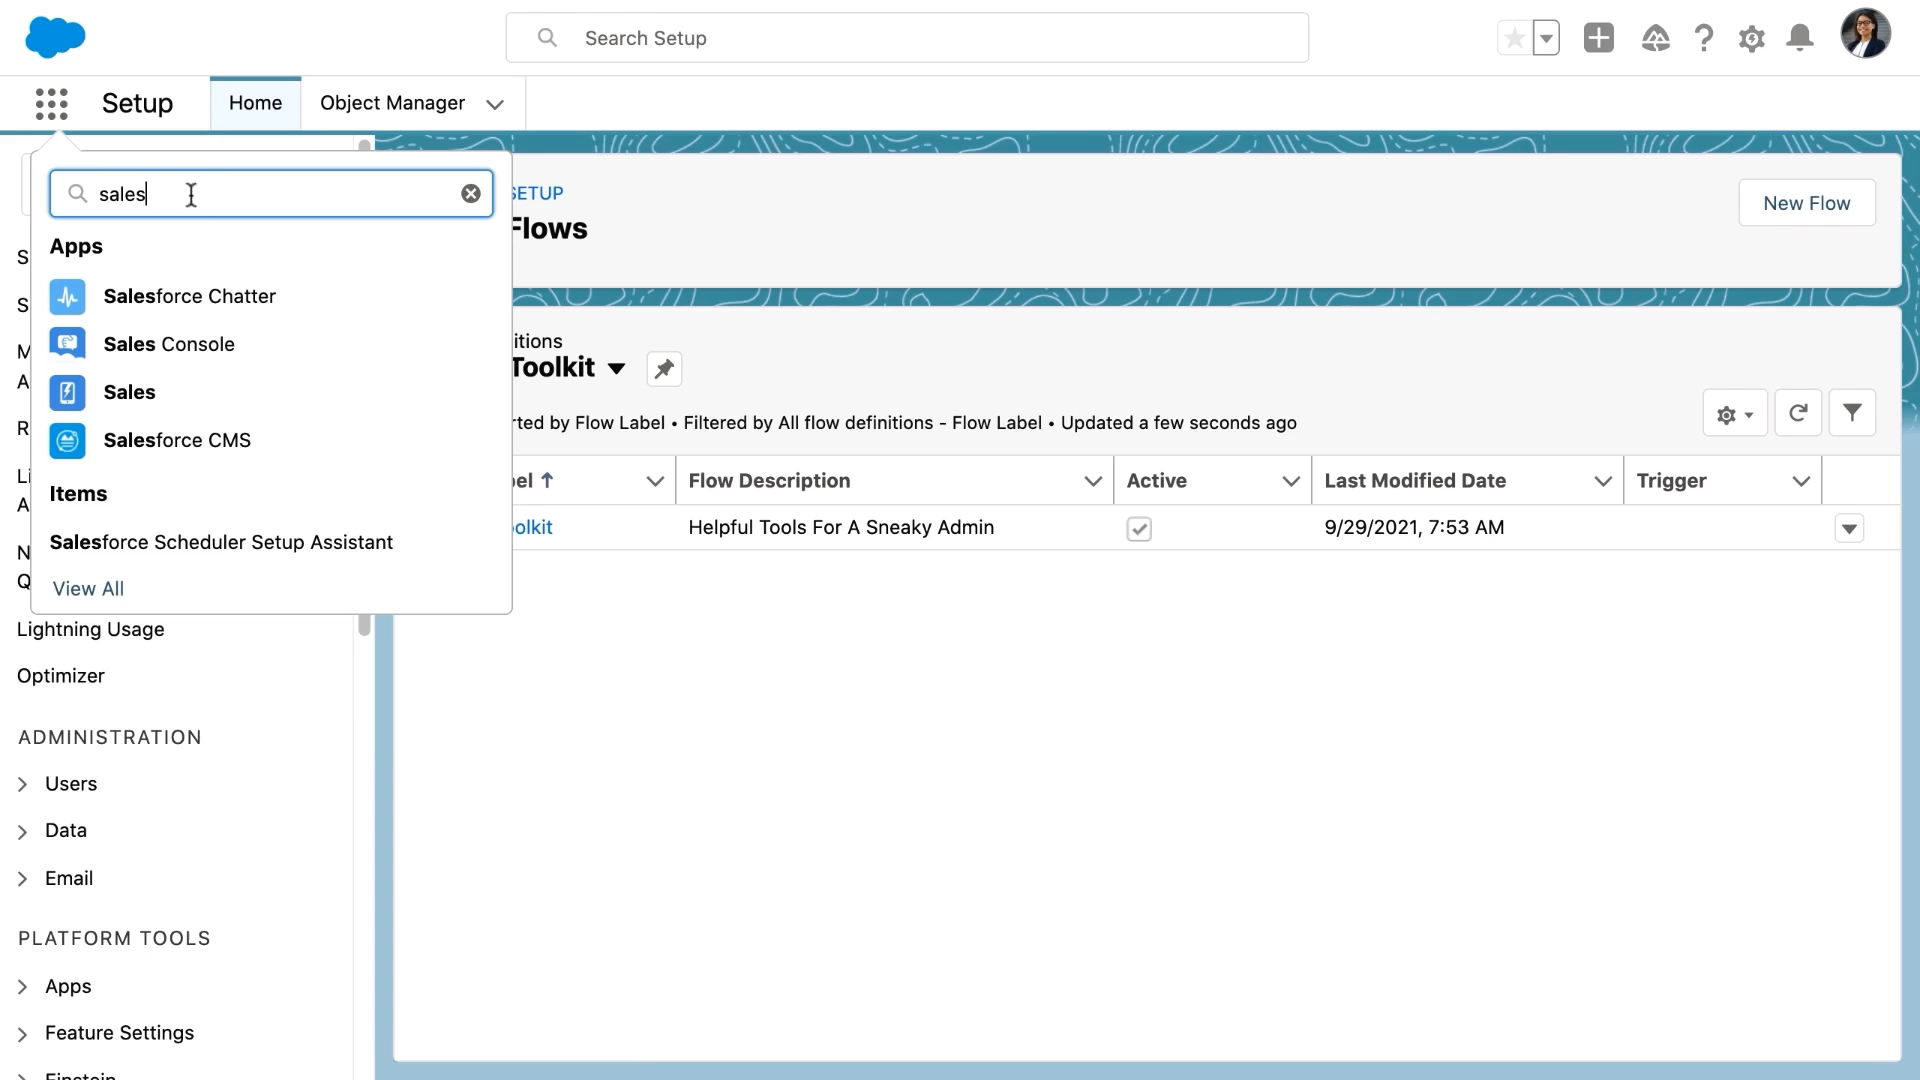 Search Setup
Setup
Home
Object Manager
sales
Apps
Salesforce Chatter
Sales Console
Sales
Salesforce CMS
Items
Salesforce Scheduler Setup Assistant
View All
Lightning Usage
Optimizer
ADMINISTRATION
Users
Data
Email
PLATFORM TOOLS
Apps
Feature Settings
SETUP
Flows
New Flow
itions
Toolkit
rted by Flow Label • Filtered by All flow definitions - Flow Label • Updated a few seconds ago
el
Flow Description
Active
Last Modified Date
Trigger
olkit
Helpful Tools For A Sneaky Admin
9/29/2021, 7:53 AM